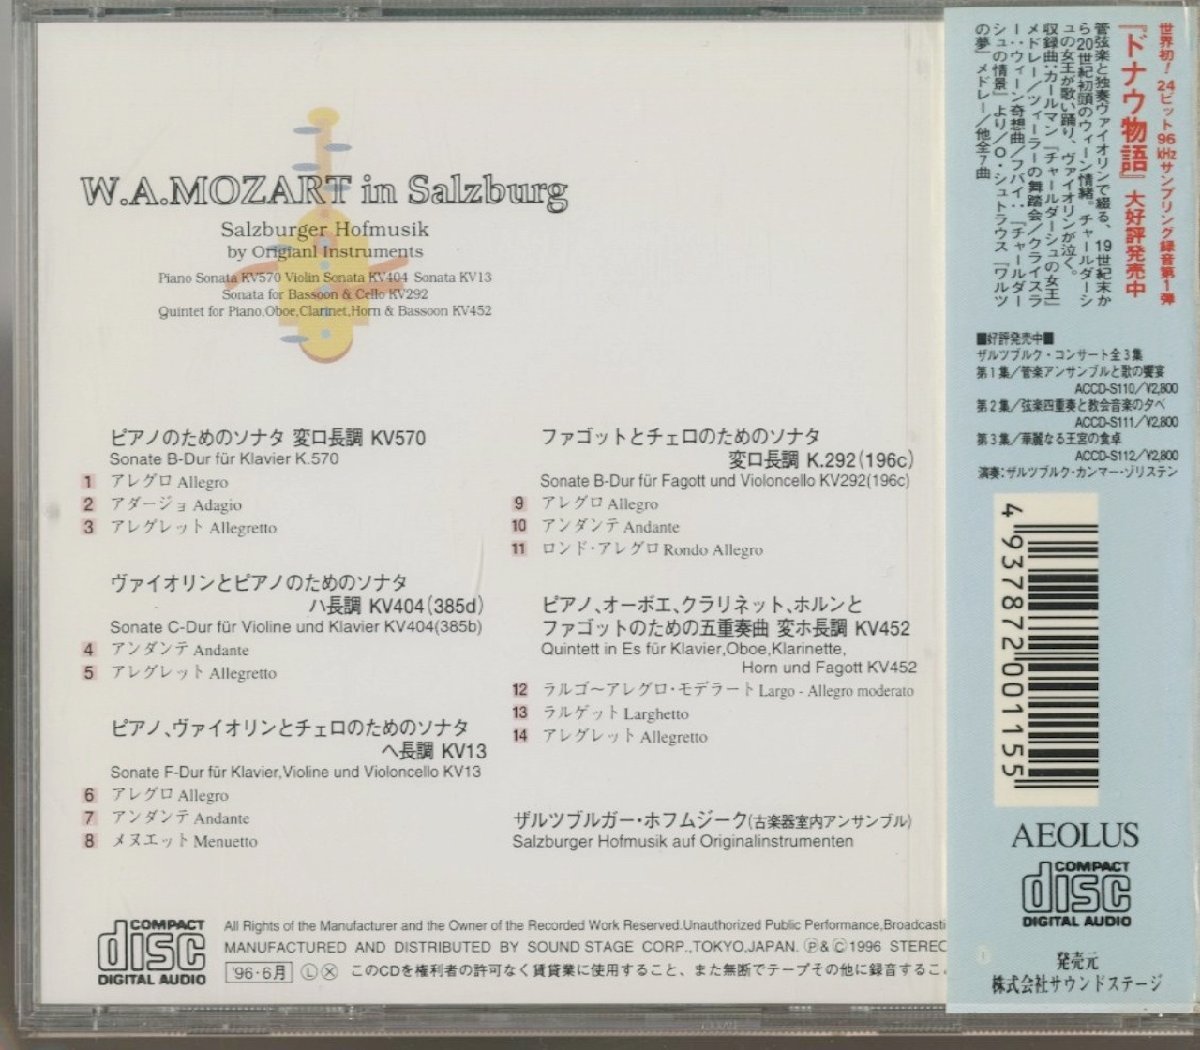 W.A.MOZART in Salzburg
Salzburger Hofmusik
by Origianl Instruments
Piano Sonata KV570 Violin Sonata KV404 Sonata KV13
Sonata for Bassoon & Cello KV292
Quintet for Piano,Oboe,Clarinet,Horn & Bassoon KV452
ピアノのためのソナタ 変ロ長調 KV570
Sonate B-Dur für Klavier K.570
1 アレグロ Allegro
2 アダージョ Adagio
3 アレグレット Allegretto
ヴァイオリンとピアノのためのソナタ
ハ長調 KV404(385d)
Sonate C-Dur für Violine und Klavier KV404(385b)
4 アンダンテ Andante
5 アレグレット Allegretto
ピアノ、ヴァイオリンとチェロのためのソナタ
ヘ長調 KV13
Sonate F-Dur für Klavier,Violine und Violoncello KV13
6 アレグロ Allegro
7 アンダンテ Andante
8 メヌエット Menuetto
ファゴットとチェロのためのソナタ
変ロ長調 K.292(196c)
Sonate B-Dur für Fagott und Violoncello KV292(196c)
9 アレグロ Allegro
10 アンダンテ Andante
11 ロンド・アレグロ Rondo Allegro
ピアノ、オーボエ、クラリネット、ホルンと
ファゴットのための五重奏曲 変ホ長調 KV452
Quintett in Es für Klavier,Oboe,Klarinette,
Horn und Fagott KV452
12 ラルゴ〜アレグロ・モデラート Largo - Allegro moderato
13 ラルゲット Larghetto
14 アレグレット Allegretto
ザルツブルガー・ホフムジーク(古楽器室内アンサンブル)
Salzburger Hofmusik auf Originalinstrumenten
COMPACT
disc
DIGITAL AUDIO
All Rights of the Manufacturer and the Owner of the Recorded Work Reserved.Unauthorized Public Performance,Broadcasti
MANUFACTURED AND DISTRIBUTED BY SOUND STAGE CORP.,TOKYO,JAPAN. Ⓟ&Ⓒ1996 STEREO
'96・6月 Ⓛ Ⓧ このCDを権利者の許可なく賃貸業に使用すること、また無断でテープその他に録音するこ
世界初! 24ビット96kHzサンプリング録音第1弾
『ドナウ物語』大好評発売中
管弦楽と独奏ヴァイオリンで綴る、19世紀末か
ら20世紀初頭のウィーン情緒。チャールダーシ
ュの女王が歌い踊り、ヴァイオリンが泣く。
収録曲:カールマン『チャールダーシュの女王』
メドレー/ツィーラーの舞踏会/クライスラ
ー:ウィーン奇想曲/フバイ:『チャールダー
シュの情景』より/O・シュトラウス『ワルツ
の夢』メドレー/他全7曲
■好評発売中■
ザルツブルク・コンサート全3集
第1集/管楽アンサンブルと歌の饗宴
ACCD-S110/¥2,800
第2集/弦楽四重奏と教会音楽の夕べ
ACCD-S111/¥2,800
第3集/華麗なる王宮の食卓
ACCD-S112/¥2,800
演奏:ザルツブルク・カンマー・ゾリステン
4937872001155
AEOLUS
COMPACT
disc
DIGITAL AUDIO
発売元
株式会社サウンドステージ